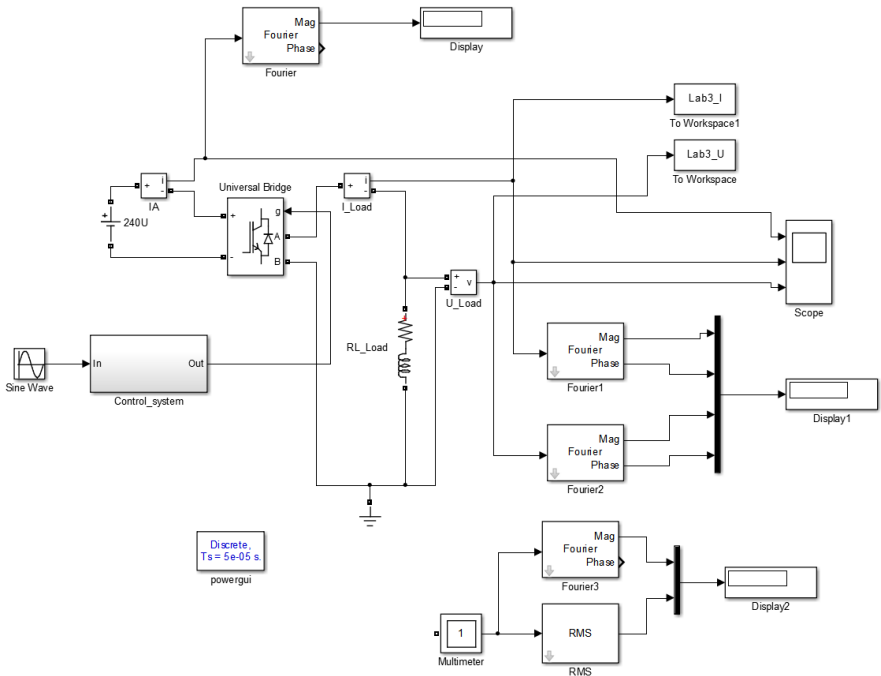 Mag
Fourier
Phase
Fourier
Display
Lab3_I
To Workspace1
Lab3_U
To Workspace
+
i
-
IA
Universal Bridge
+
i
-
I_Load
+
240U
+
-
g
A
B
+
-
v
U_Load
Scope
RL_Load
In
Out
Sine Wave
Control_system
Mag
Fourier
Phase
Fourier1
Display1
Mag
Fourier
Phase
Fourier2
Discrete,
Ts = 5e-05 s.
powergui
Mag
Fourier
Phase
Fourier3
Display2
1
Multimeter
RMS
RMS